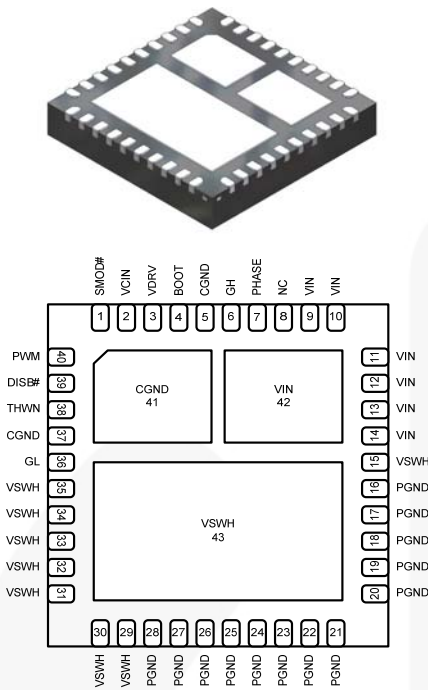 SMOD#
VCIN
VDRV
BOOT
CGND
GH
PHASE
NC
VIN
VIN
1 2 3 4 5 6 7 8 9 10
PWM 40
DISB# 39
THWN 38
CGND 37
GL 36
VSWH 35
VSWH 34
VSWH 33
VSWH 32
VSWH 31
CGND
41
VIN
42
VSWH
43
11 VIN
12 VIN
13 VIN
14 VIN
15 VSWH
16 PGND
17 PGND
18 PGND
19 PGND
20 PGND
30 29 28 27 26 25 24 23 22 21
VSWH
VSWH
PGND
PGND
PGND
PGND
PGND
PGND
PGND
PGND